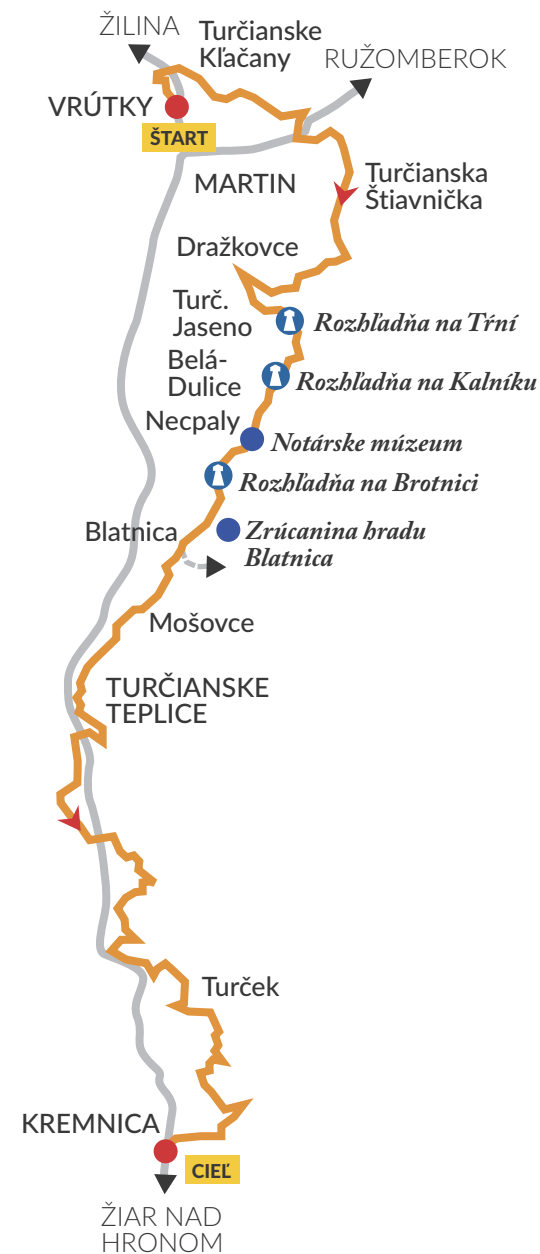 ŽILINA
Turčianske
Kľačany
RUŽOMBEROK
VRÚTKY
ŠTART
MARTIN
Turčianska
Štiavnička
Dražkovce
Turč.
Jaseno
Rozhľadňa na Tŕní
Belá-
Dulice
Rozhľadňa na Kalníku
Necpaly
Notárske múzeum
Rozhľadňa na Brotnici
Blatnica
Zrúcanina hradu
Blatnica
Mošovce
TURČIANSKE
TEPLICE
Turček
KREMNICA
CIEĽ
ŽIAR NAD
HRONOM